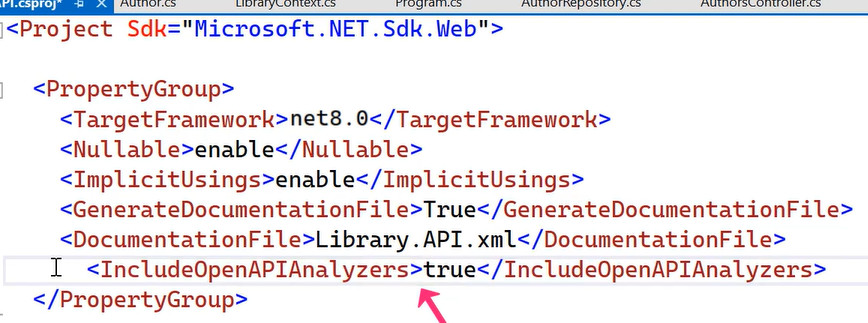 API.csproj* Author.cs LibraryContext.cs Program.cs AuthorRepository.cs AuthorsController.cs
<Project Sdk="Microsoft.NET.Sdk.Web">
<PropertyGroup>
<TargetFramework>net8.0</TargetFramework>
<Nullable>enable</Nullable>
<ImplicitUsings>enable</ImplicitUsings>
<GenerateDocumentationFile>True</GenerateDocumentationFile>
<DocumentationFile>Library.API.xml</DocumentationFile>
<IncludeOpenAPIAnalyzers>true</IncludeOpenAPIAnalyzers>
</PropertyGroup>